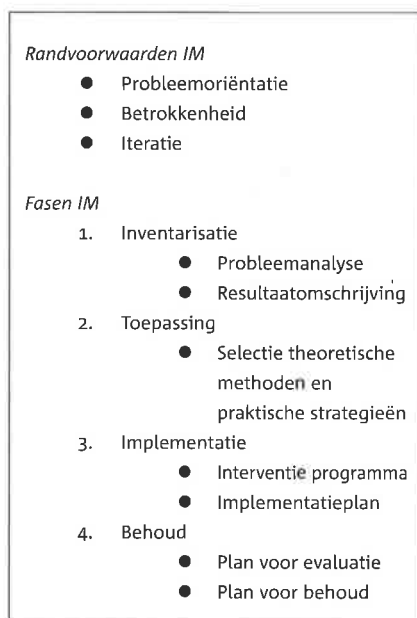 Randvoorwaarden IM
● Probleemoriëntatie
● Betrokkenheid
● Iteratie
Fasen IM
1. Inventarisatie
● Probleemanalyse
● Resultaatomschrijving
2. Toepassing
● Selectie theoretische
methoden en
praktische strategieën
3. Implementatie
● Interventie programma
● Implementatieplan
4. Behoud
● Plan voor evaluatie
● Plan voor behoud